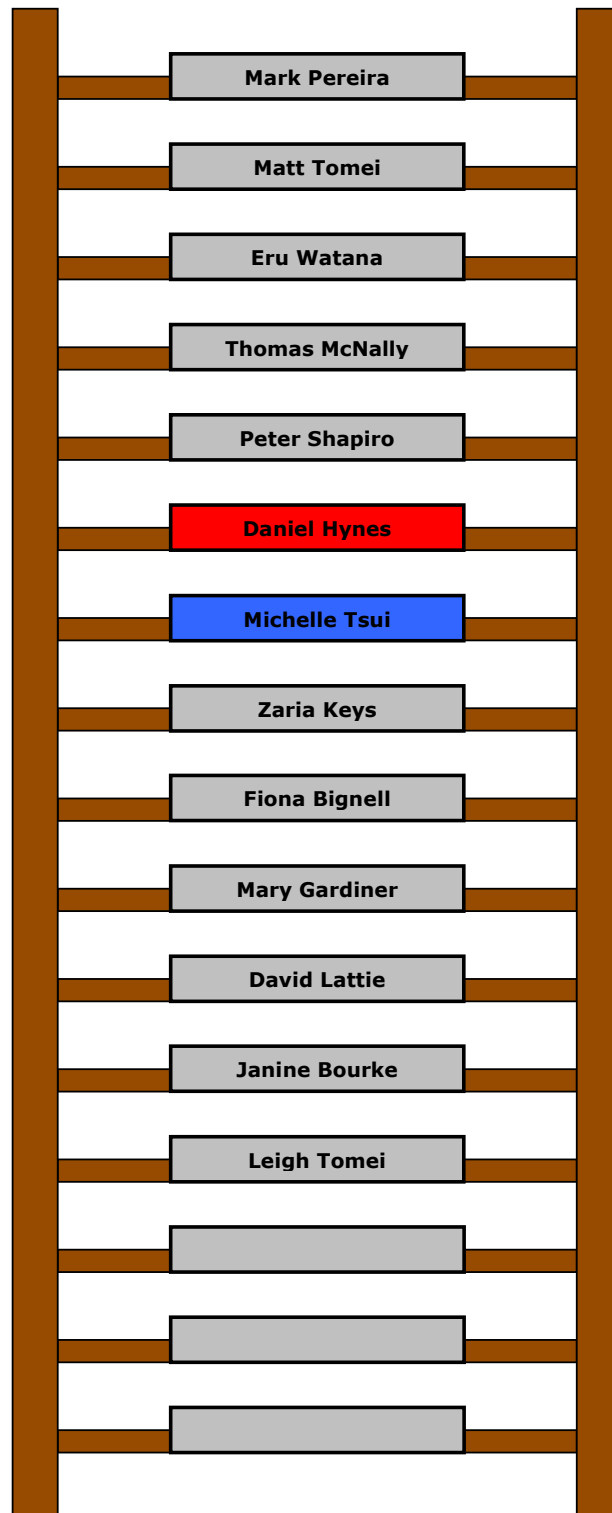 Mark Pereira
Matt Tomei
Eru Watana
Thomas McNally
Peter Shapiro
Daniel Hynes
Michelle Tsui
Zaria Keys
Fiona Bignell
Mary Gardiner
David Lattie
Janine Bourke
Leigh Tomei